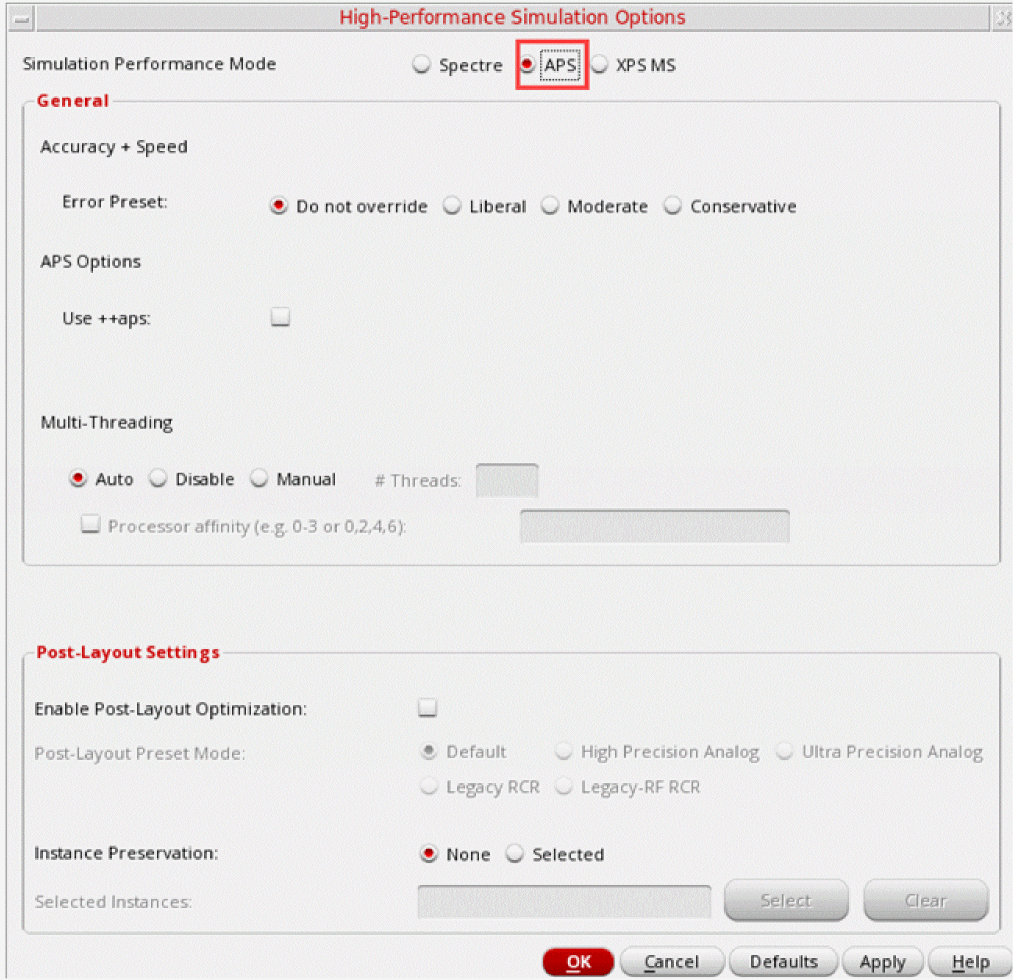 High-Performance Simulation Options
Simulation Performance Mode Spectre APS XPS MS
General
Accuracy + Speed
Error Preset: Do not override Liberal Moderate Conservative
APS Options
Use ++aps:
Multi-Threading
Auto Disable Manual # Threads:
Processor affinity (e.g. 0-3 or 0,2,4,6):
Post-Layout Settings
Enable Post-Layout Optimization:
Post-Layout Preset Mode: Default High Precision Analog Ultra Precision Analog
Legacy RCR Legacy-RF RCR
Instance Preservation: None Selected
Selected Instances: Select Clear
OK Cancel Defaults Apply Help